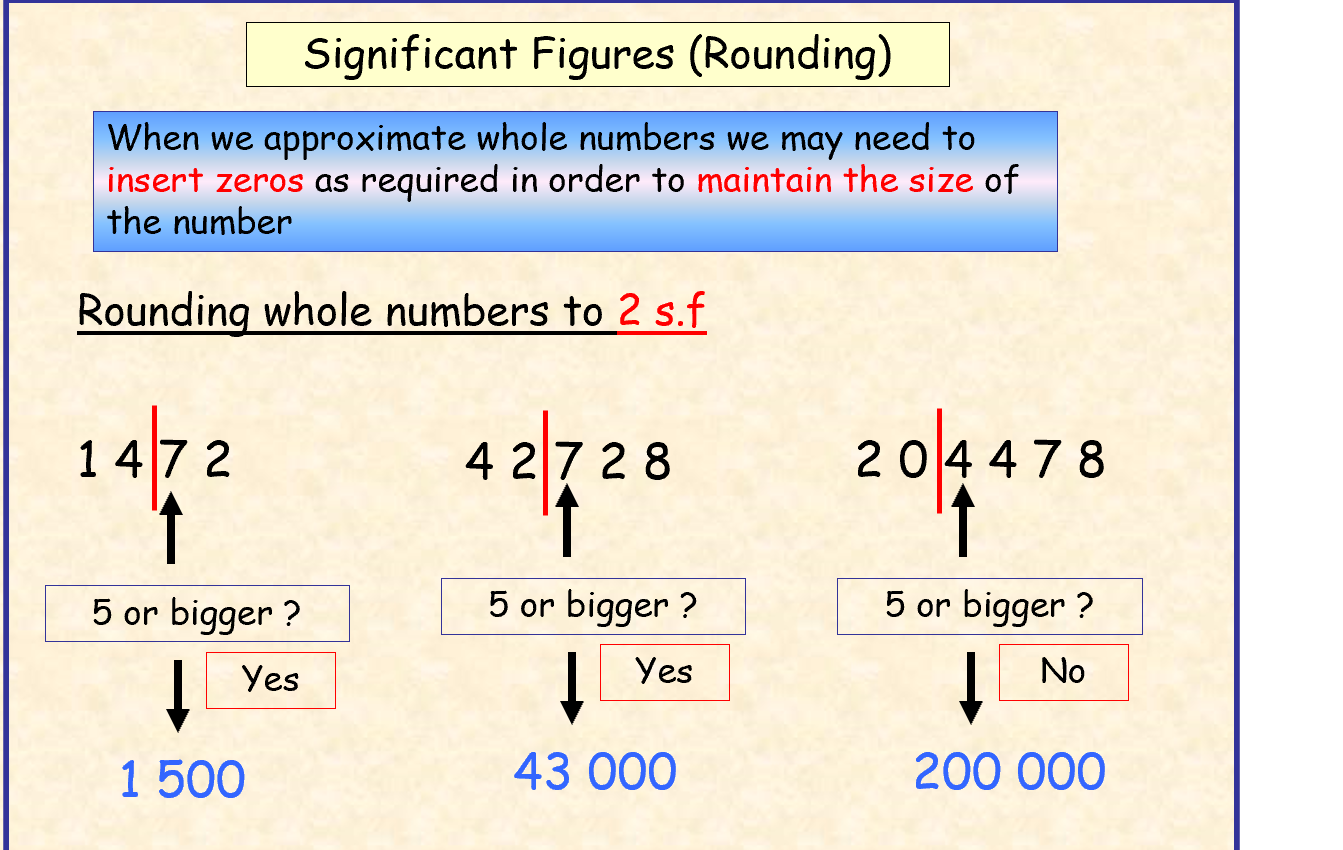 Significant Figures (Rounding)
When we approximate whole numbers we may need to
insert zeros as required in order to maintain the size of
the number
Rounding whole numbers to 2 s.f
1 4 7 2
4 2 7 2 8
2 0 4 4 7 8
5 or bigger ?
5 or bigger ?
5 or bigger ?
Yes
Yes
No
1 500
43 000
200 000